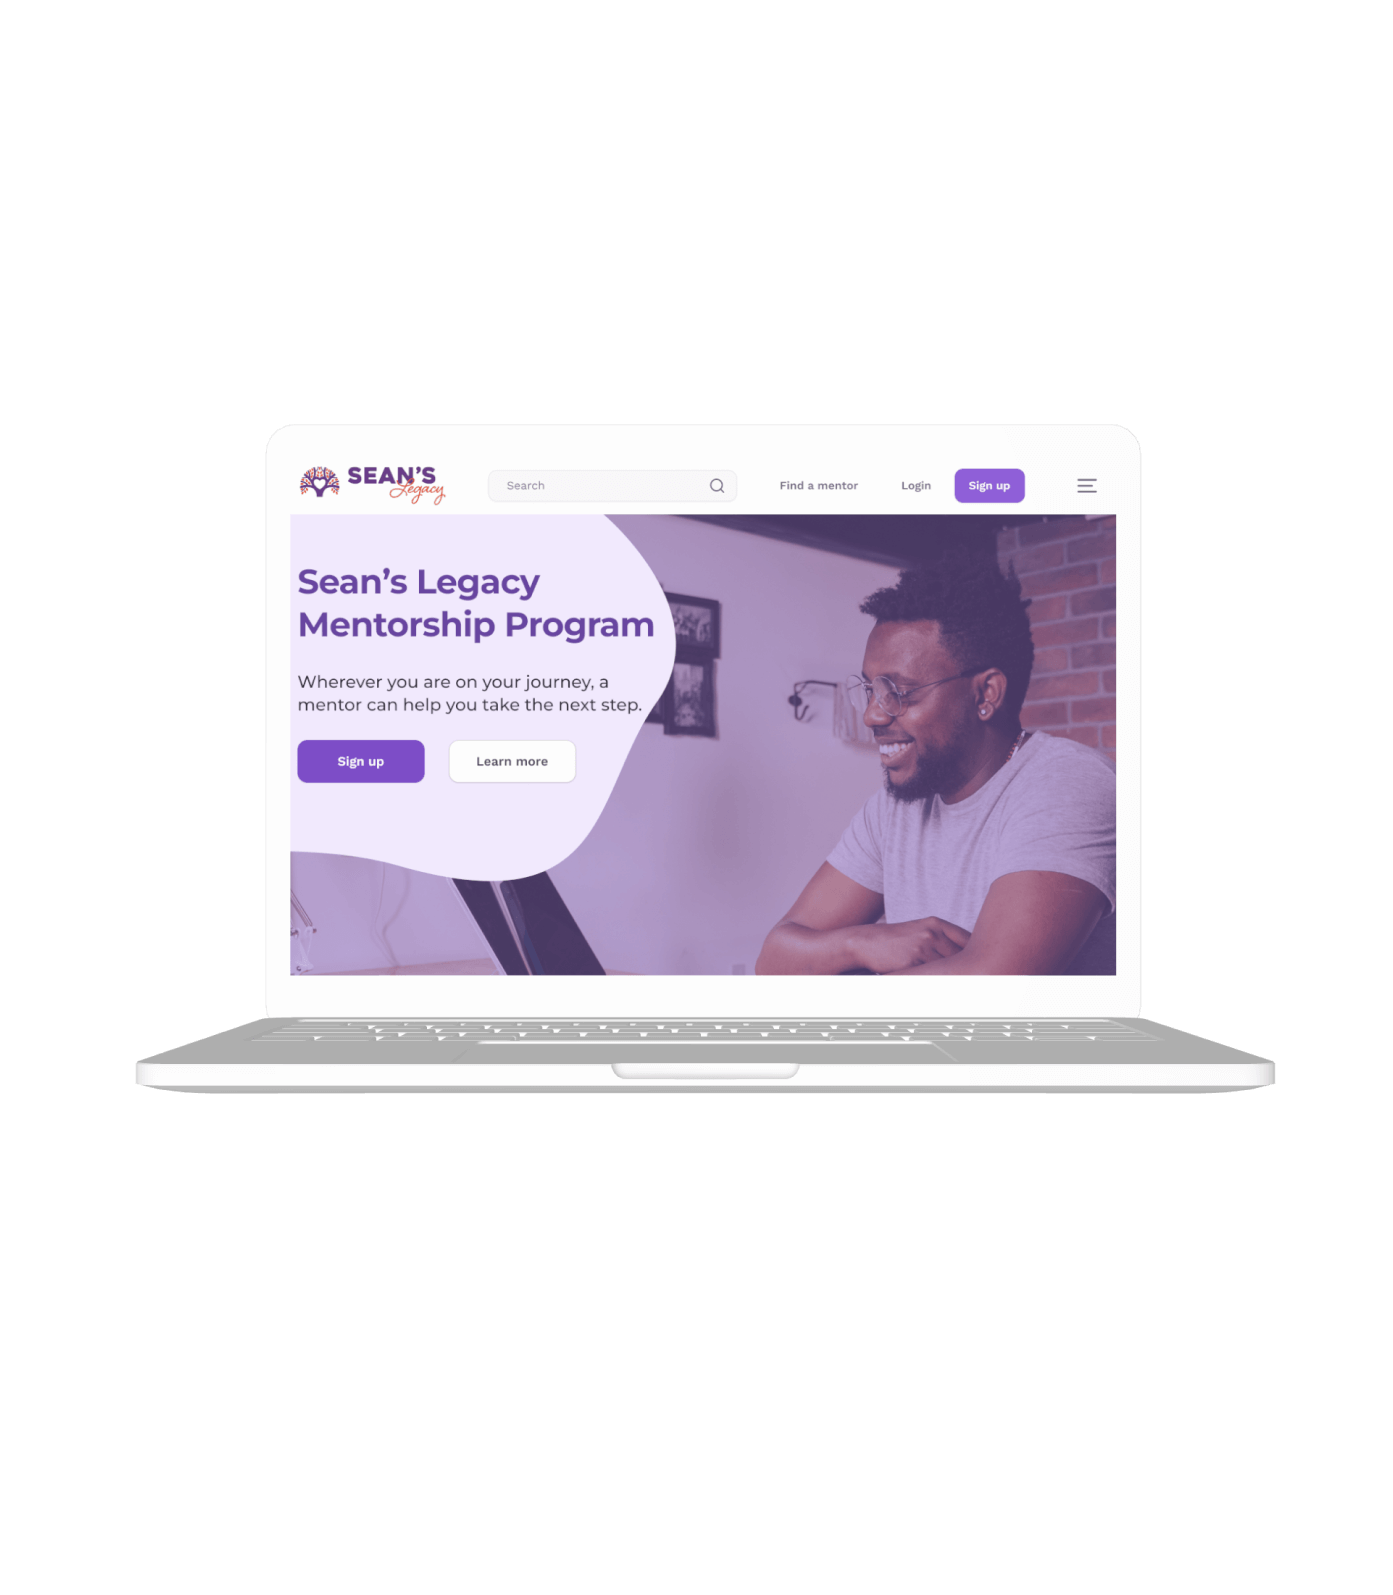 SEAN'S
Legacy
Search
Find a mentor
Login
Sign up
Sean's Legacy
Mentorship Program
Wherever you are on your journey, a
mentor can help you take the next step.
Sign up
Learn more